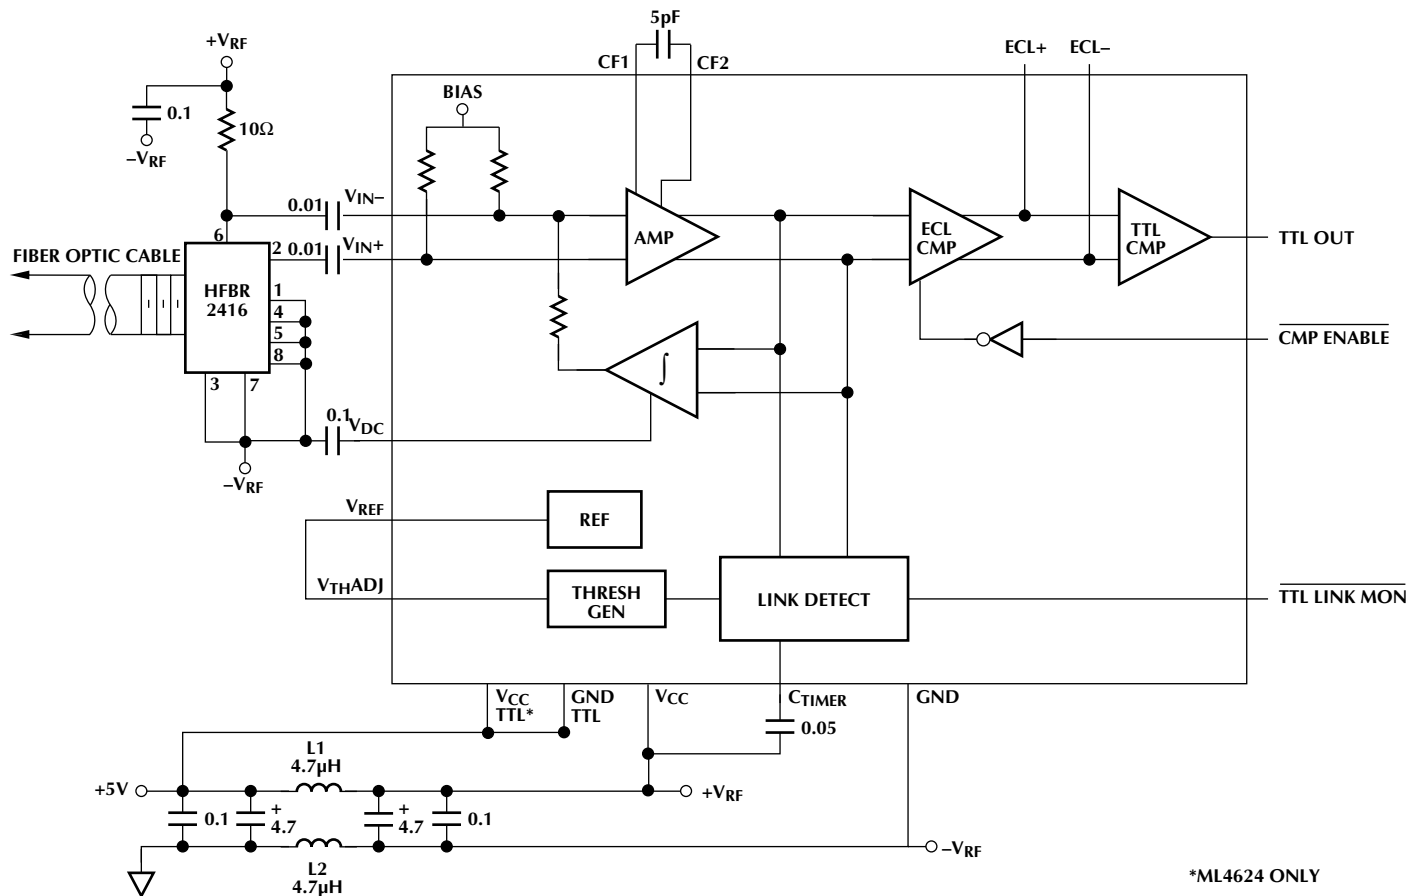 5pF
+VRF
CF1
CF2
ECL+
ECL–
BIAS
0.1
10Ω
–VRF
0.01
VIN–
6
AMP
ECL
CMP
TTL
CMP
TTL OUT
2
0.01
VIN+
FIBER OPTIC CABLE
HFBR
2416
1
4
5
8
3
7
∫
CMP ENABLE
0.1
VDC
–VRF
VREF
REF
VTHADJ
THRESH
GEN
LINK DETECT
TTL LINK MON
VCC
TTL*
GND
TTL
VCC
CTIMER
GND
0.05
L1
4.7µH
+5V
+VRF
0.1
+
4.7
+
4.7
0.1
L2
4.7µH
–VRF
*ML4624 ONLY